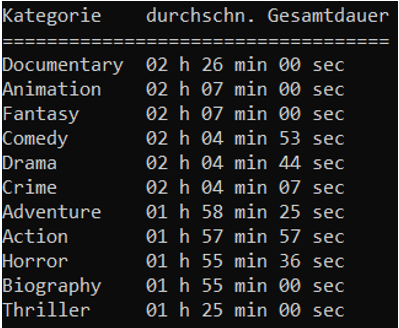 Kategorie    durchschn. Gesamtdauer
===================================
Documentary  02 h 26 min 00 sec
Animation    02 h 07 min 00 sec
Fantasy      02 h 07 min 00 sec
Comedy       02 h 04 min 53 sec
Drama        02 h 04 min 44 sec
Crime        02 h 04 min 07 sec
Adventure    01 h 58 min 25 sec
Action       01 h 57 min 57 sec
Horror       01 h 55 min 36 sec
Biography    01 h 55 min 00 sec
Thriller     01 h 25 min 00 sec